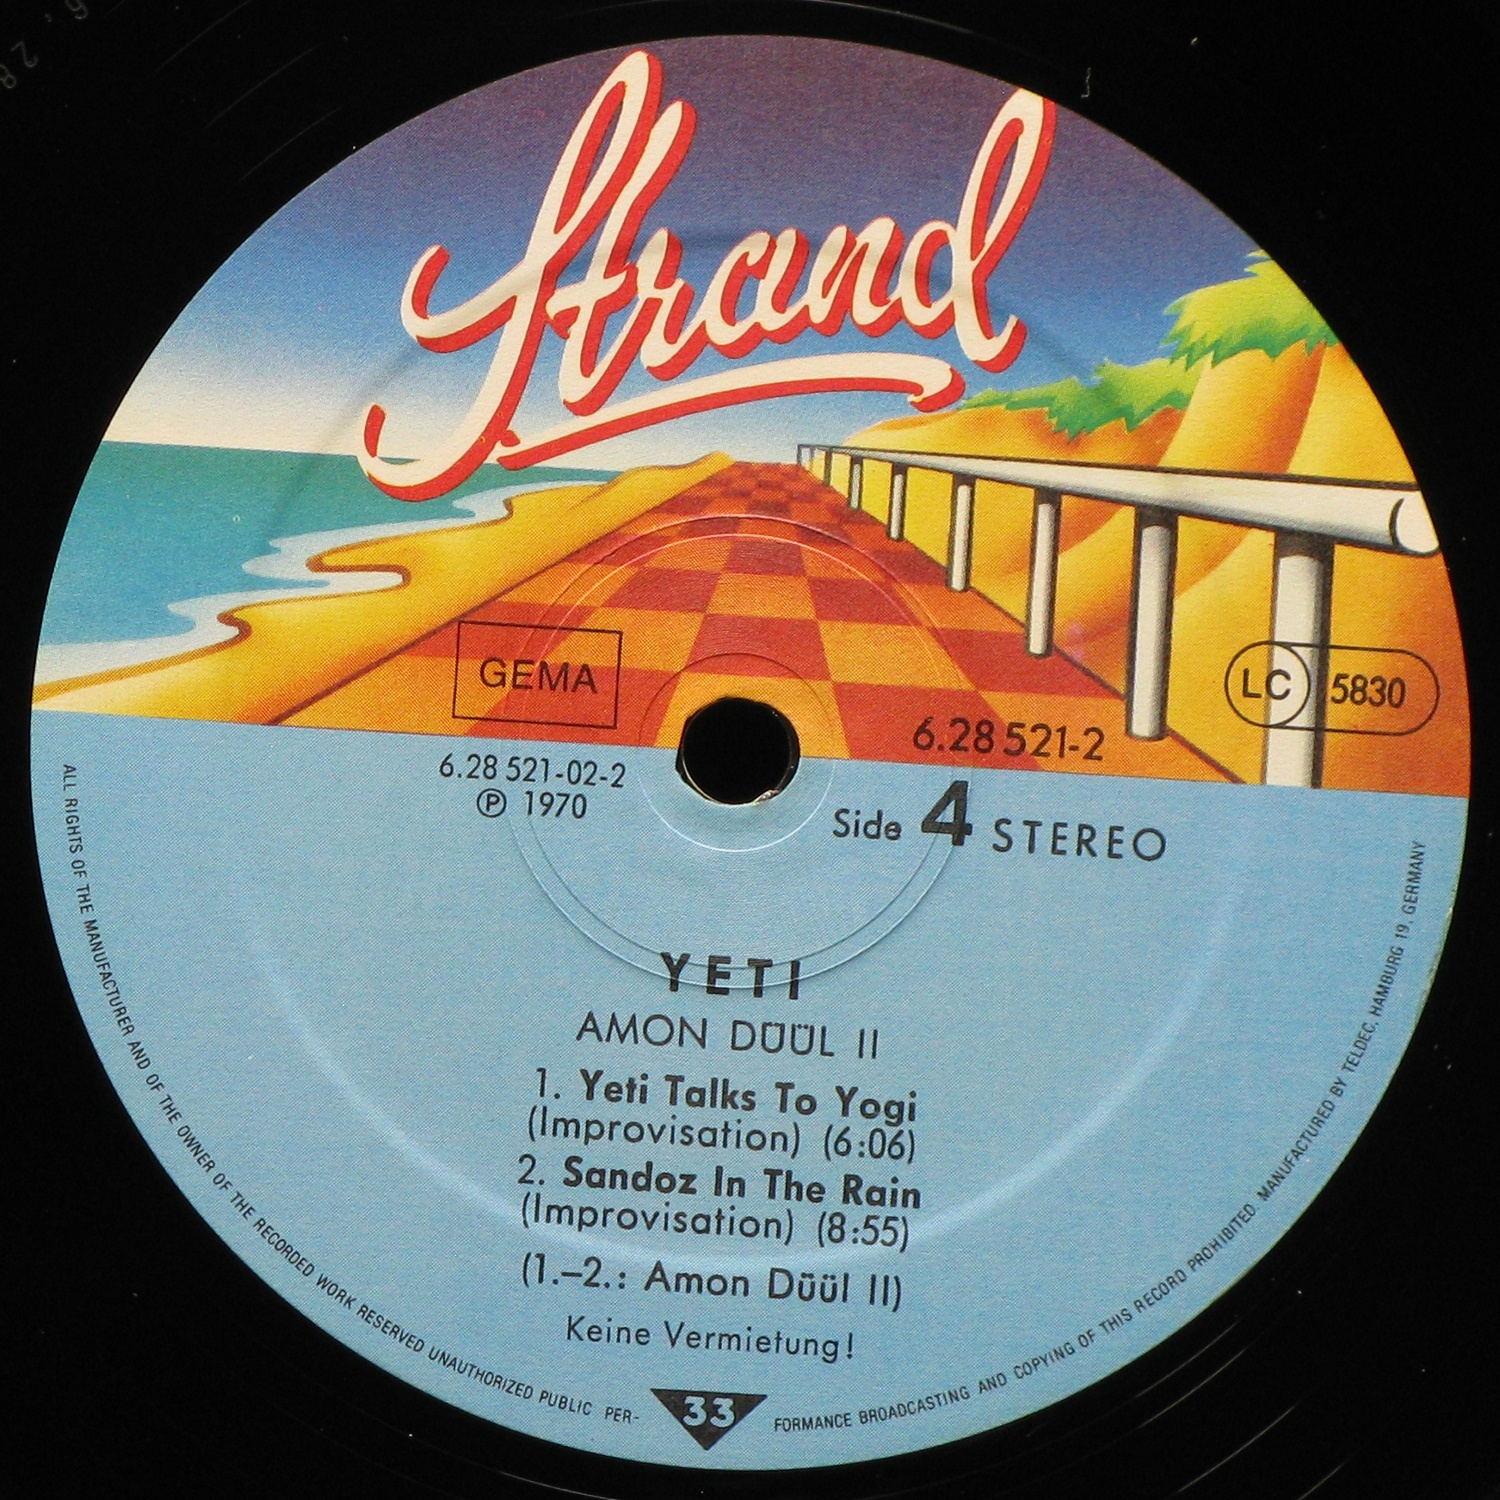 Strand
GEMA
LC 5830
6.28 521-2
6.28 521-02-2
℗ 1970
Side 4 STEREO
YETI
AMON DÜÜL II
1. Yeti Talks To Yogi
(Improvisation) (6:06)
2. Sandoz In The Rain
(Improvisation) (8:55)
(1.–2.: Amon Düül II)
Keine Vermietung!
33
ALL RIGHTS OF THE MANUFACTURER AND OF THE OWNER OF THE RECORDED WORK RESERVED UNAUTHORIZED PUBLIC PER-
FORMANCE BROADCASTING AND COPYING OF THIS RECORD PROHIBITED. MANUFACTURED BY TELDEC, HAMBURG 19, GERMANY